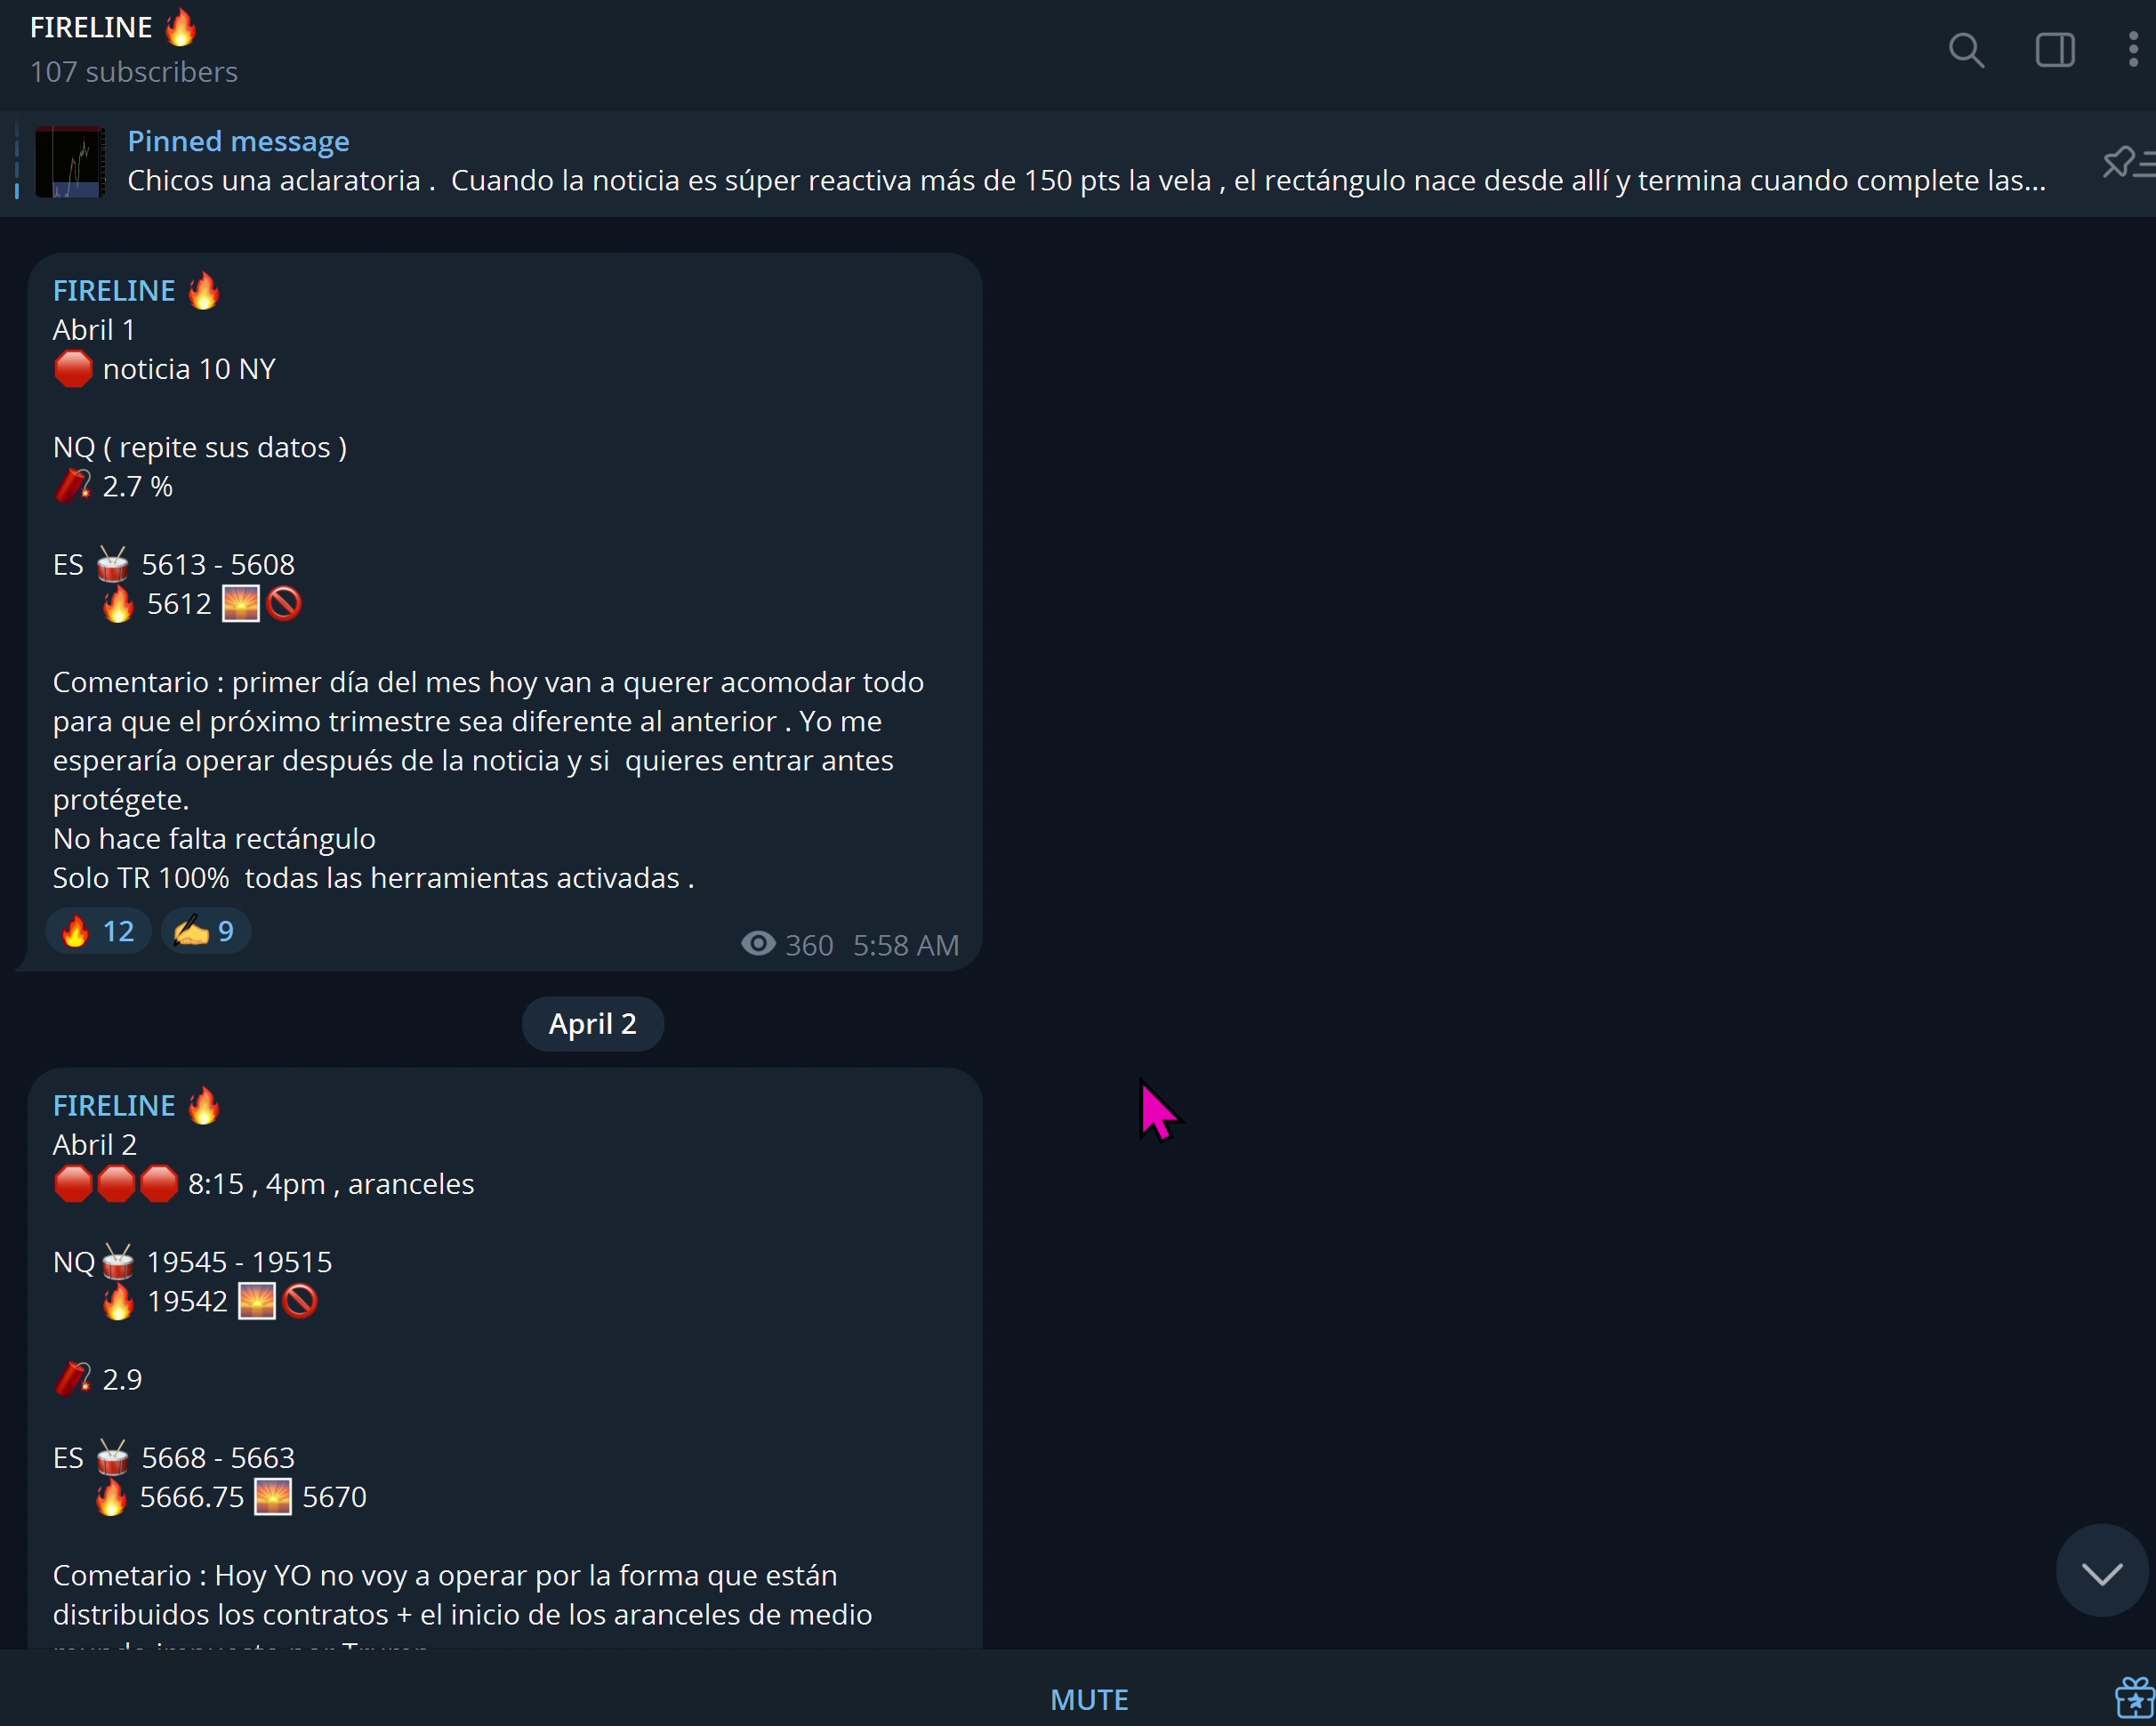 FIRELINE 🔥
107 subscribers
Pinned message
Chicos una aclaratoria .  Cuando la noticia es súper reactiva más de 150 pts la vela , el rectángulo nace desde allí y termina cuando complete las...
FIRELINE 🔥
Abril 1
🛑 noticia 10 NY
NQ ( repite sus datos )
🧨 2.7 %
ES 🥁 5613 - 5608
🔥 5612 🌅🚫
Comentario : primer día del mes hoy van a querer acomodar todo
para que el próximo trimestre sea diferente al anterior . Yo me
esperaría operar después de la noticia y si  quieres entrar antes
protégete.
No hace falta rectángulo
Solo TR 100%  todas las herramientas activadas .
🔥 12 ✍️ 9
360 5:58 AM
April 2
FIRELINE 🔥
Abril 2
🛑🛑🛑 8:15 , 4pm , aranceles
NQ🥁 19545 - 19515
🔥 19542 🌅🚫
🧨 2.9
ES 🥁 5668 - 5663
🔥 5666.75 🌅 5670
Cometario : Hoy YO no voy a operar por la forma que están
distribuidos los contratos + el inicio de los aranceles de medio
MUTE